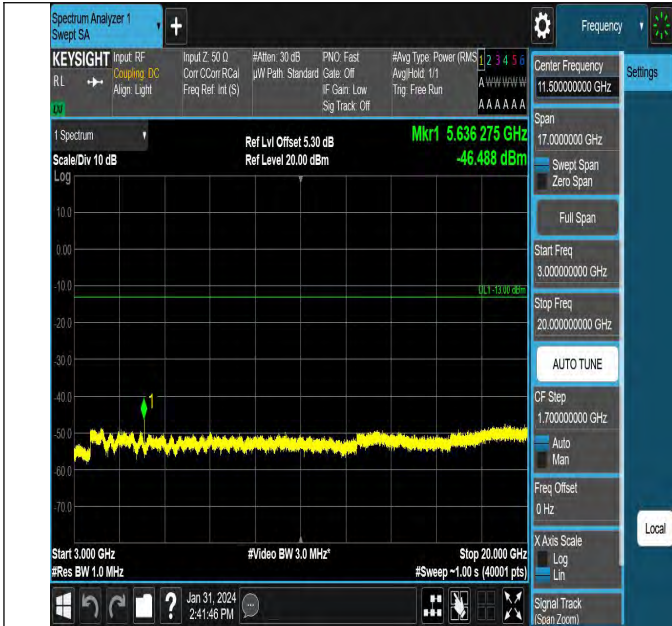 Spectrum Analyzer 1
Swept SA
+
Frequency
KEYSIGHT
RL
Input: RF
Coupling: DC
Align: Light
Input Z: 50 Ω
Corr CCorr RCal
Freq Ref: Int (S)
#Atten: 30 dB
µW Path: Standard
PNO: Fast
Gate: Off
IF Gain: Low
Sig Track: Off
#Avg Type: Power (RMS
Avg|Hold: 1/1
Trig: Free Run
1 2 3 4 5 6
A W W W W W
A A A A A A
1 Spectrum
Scale/Div 10 dB
Log
Ref Lvl Offset 5.30 dB
Ref Level 20.00 dBm
Mkr1 5.636 275 GHz
-46.488 dBm
10.0
0.00
-10.0
-20.0
-30.0
-40.0
-50.0
-60.0
-70.0
DL1 -13.00 dBm
1
Start 3.000 GHz
#Res BW 1.0 MHz
#Video BW 3.0 MHz*
Stop 20.000 GHz
#Sweep ~1.00 s (40001 pts)
?
Jan 31, 2024
2:41:46 PM
Center Frequency
11.500000000 GHz
Settings
Span
17.0000000 GHz
Swept Span
Zero Span
Full Span
Start Freq
3.000000000 GHz
Stop Freq
20.000000000 GHz
AUTO TUNE
CF Step
1.700000000 GHz
Auto
Man
Freq Offset
0 Hz
X Axis Scale
Log
Lin
Local
Signal Track
(Span Zoom)